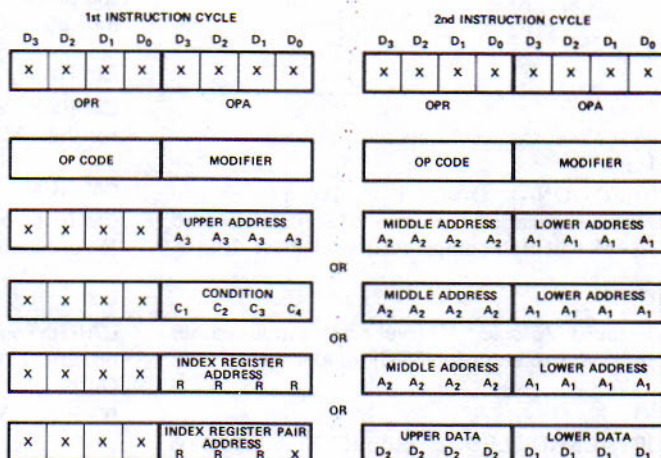 1st INSTRUCTION CYCLE 2nd INSTRUCTION CYCLE
D3 D2 D1 D0 D3 D2 D1 D0 D3 D2 D1 D0 D3 D2 D1 D0
X X X X X X X X X X X X X X X X
OPR OPA OPR OPA
OP CODE MODIFIER OP CODE MODIFIER
UPPER ADDRESS MIDDLE ADDRESS LOWER ADDRESS
X X X X A3 A3 A3 A3 A2 A2 A2 A2 A1 A1 A1 A1
OR
CONDITION MIDDLE ADDRESS LOWER ADDRESS
X X X X C1 C2 C3 C4 A2 A2 A2 A2 A1 A1 A1 A1
OR
INDEX REGISTER MIDDLE ADDRESS LOWER ADDRESS
ADDRESS
X X X X R R R R A2 A2 A2 A2 A1 A1 A1 A1
OR
INDEX REGISTER PAIR UPPER DATA LOWER DATA
ADDRESS
X X X X R R R X D2 D2 D2 D2 D1 D1 D1 D1